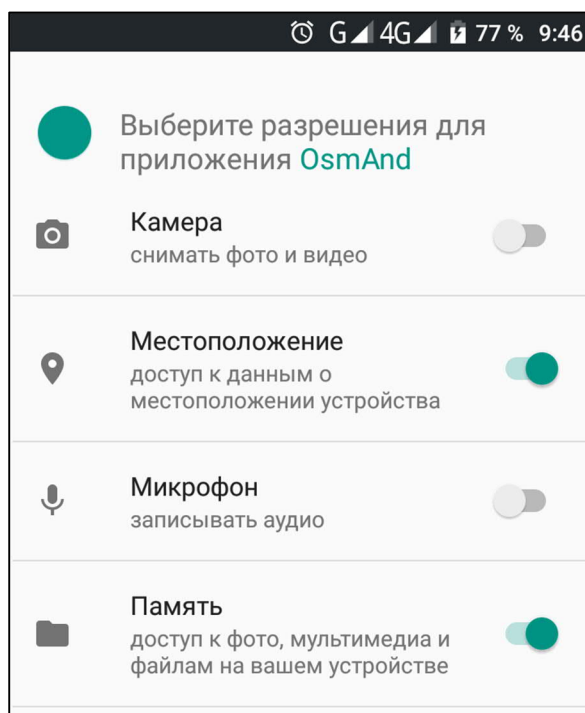 G 4G 77 % 9:46
Выберите разрешения для
приложения OsmAnd
Камера
снимать фото и видео
Местоположение
доступ к данным о
местоположении устройства
Микрофон
записывать аудио
Память
доступ к фото, мультимедиа и
файлам на вашем устройстве